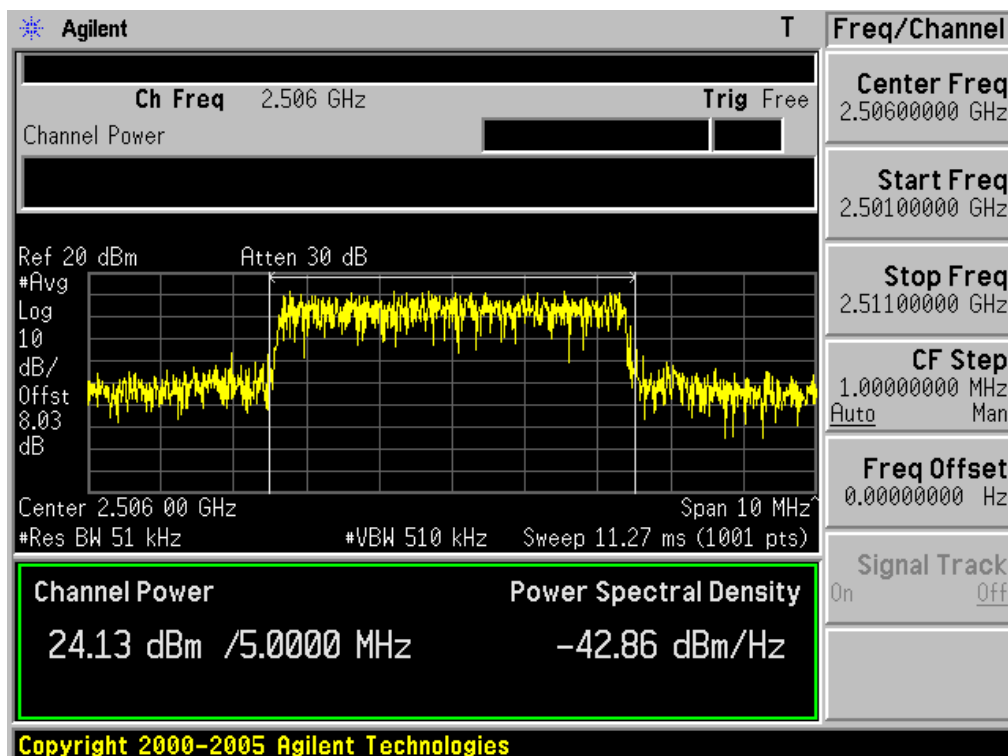 Agilent T Freq/Channel
Ch Freq 2.506 GHz Trig Free
Channel Power
Center Freq
2.50600000 GHz
Start Freq
2.50100000 GHz
Stop Freq
2.51100000 GHz
CF Step
1.00000000 MHz
Auto Man
Freq Offset
0.00000000 Hz
Signal Track
On Off
Ref 20 dBm Atten 30 dB
#Avg
Log
10
dB/
Offst
8.03
dB
Center 2.506 00 GHz Span 10 MHz^
#Res BW 51 kHz #VBW 510 kHz Sweep 11.27 ms (1001 pts)
Channel Power Power Spectral Density
24.13 dBm /5.0000 MHz -42.86 dBm/Hz
Copyright 2000-2005 Agilent Technologies